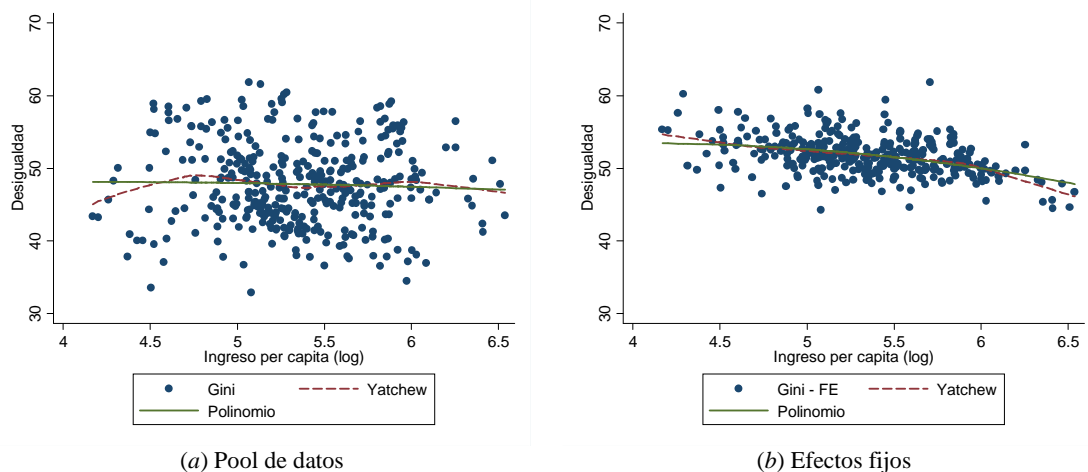 70
60
50
40
30
Desigualdad
4
4.5
5
5.5
6
6.5
Ingreso per capita (log)
Gini
Yatchew
Polinomio
(a) Pool de datos
70
60
50
40
30
Desigualdad
4
4.5
5
5.5
6
6.5
Ingreso per capita (log)
Gini - FE
Yatchew
Polinomio
(b) Efectos fijos